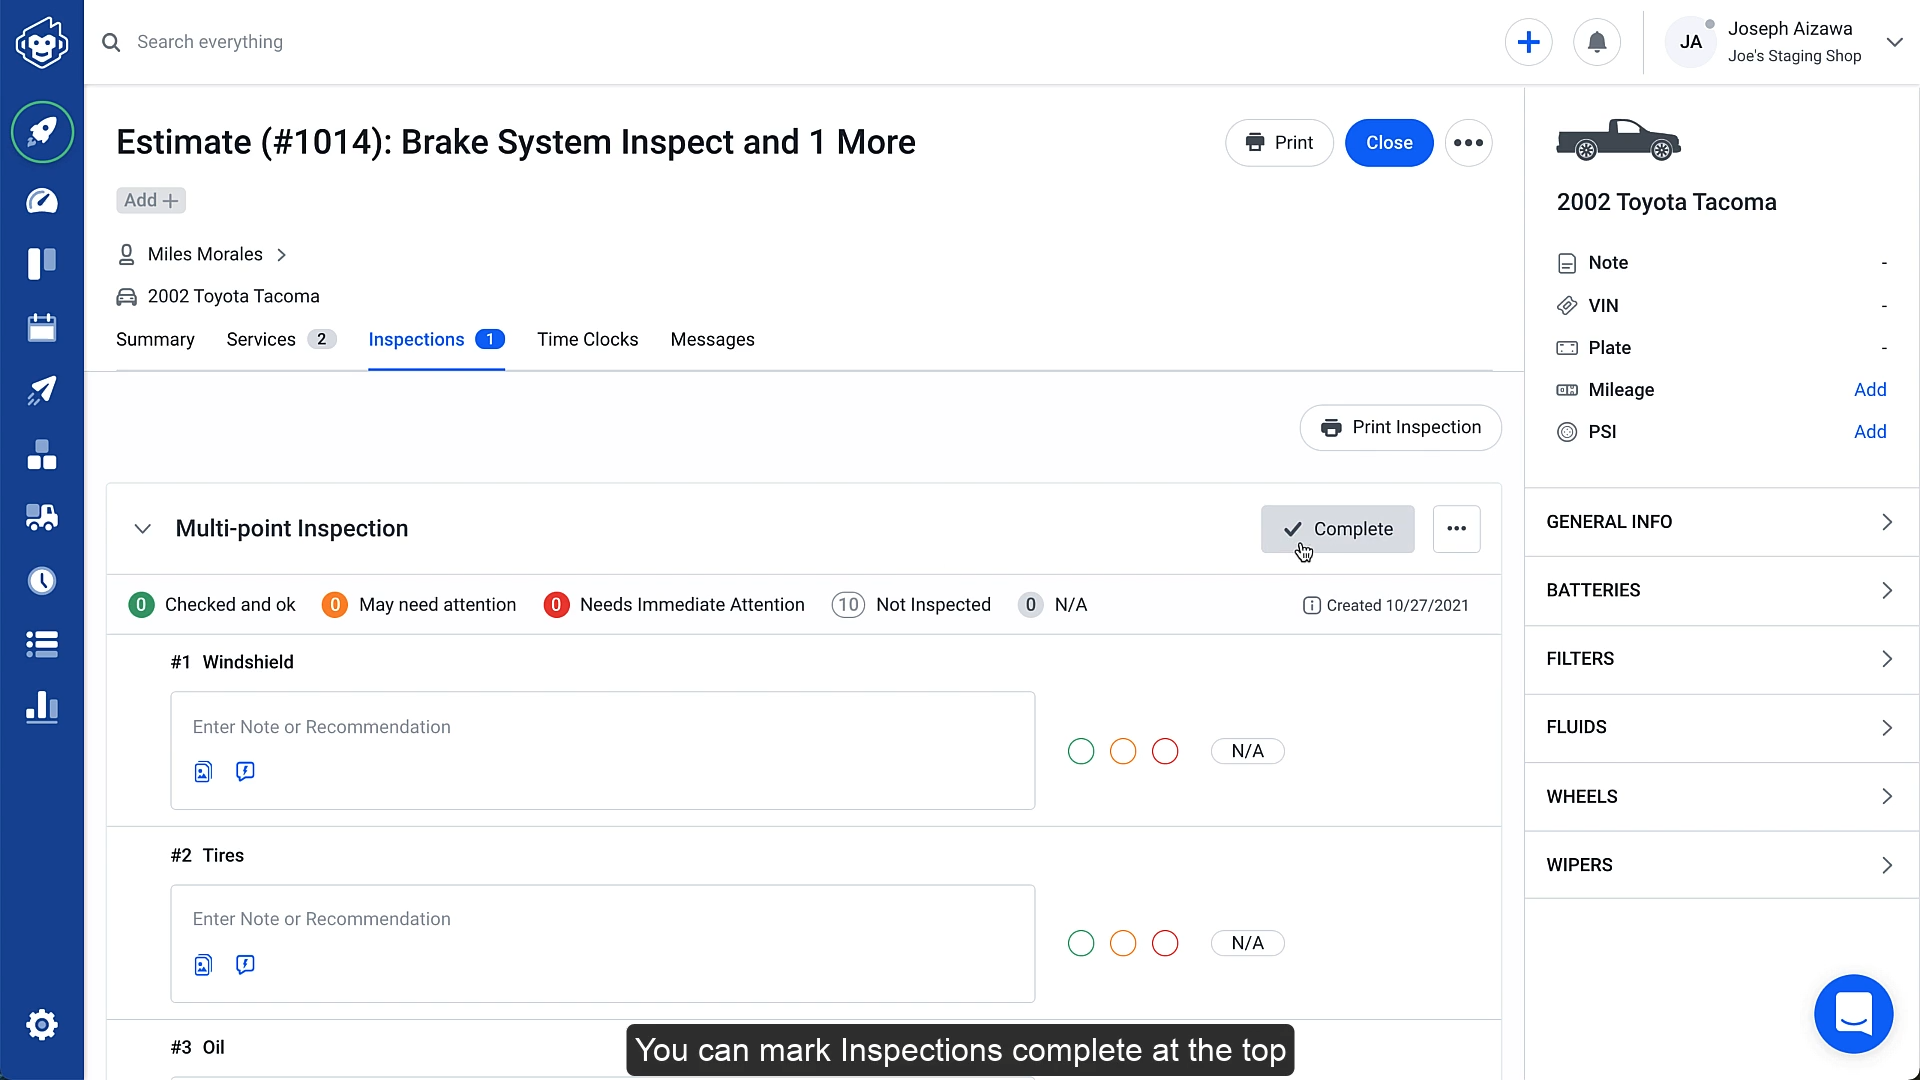 Search everything
JA
Joseph Aizawa
Joe's Staging Shop
Estimate (#1014): Brake System Inspect and 1 More
Print
Close
Add
Miles Morales
2002 Toyota Tacoma
Summary
Services 2
Inspections 1
Time Clocks
Messages
Print Inspection
Multi-point Inspection
Complete
0 Checked and ok
0 May need attention
0 Needs Immediate Attention
10 Not Inspected
0 N/A
Created 10/27/2021
#1 Windshield
Enter Note or Recommendation
N/A
#2 Tires
Enter Note or Recommendation
N/A
#3 Oil
2002 Toyota Tacoma
Note -
VIN -
Plate -
Mileage Add
PSI Add
GENERAL INFO
BATTERIES
FILTERS
FLUIDS
WHEELS
WIPERS
You can mark Inspections complete at the top